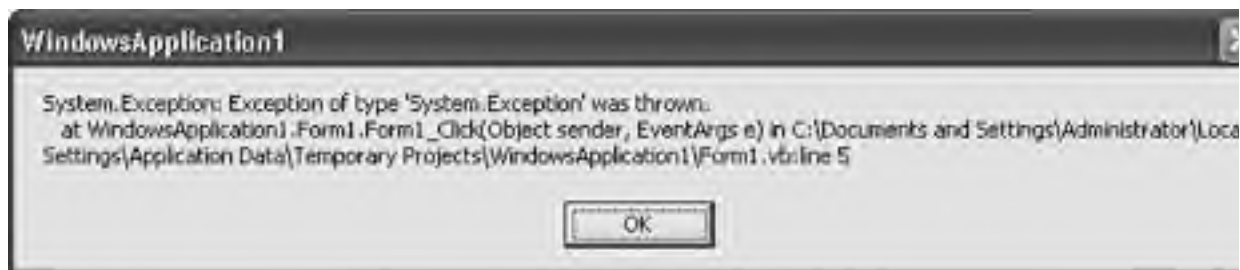 WindowsApplication1
System.Exception: Exception of type 'System.Exception' was thrown.
at WindowsApplication1.Form1.Form1_Click(Object sender, EventArgs e) in C:\Documents and Settings\Administrator\Loca
Settings\Application Data\Temporary Projects\WindowsApplication1\Form1.vb:line 5
OK